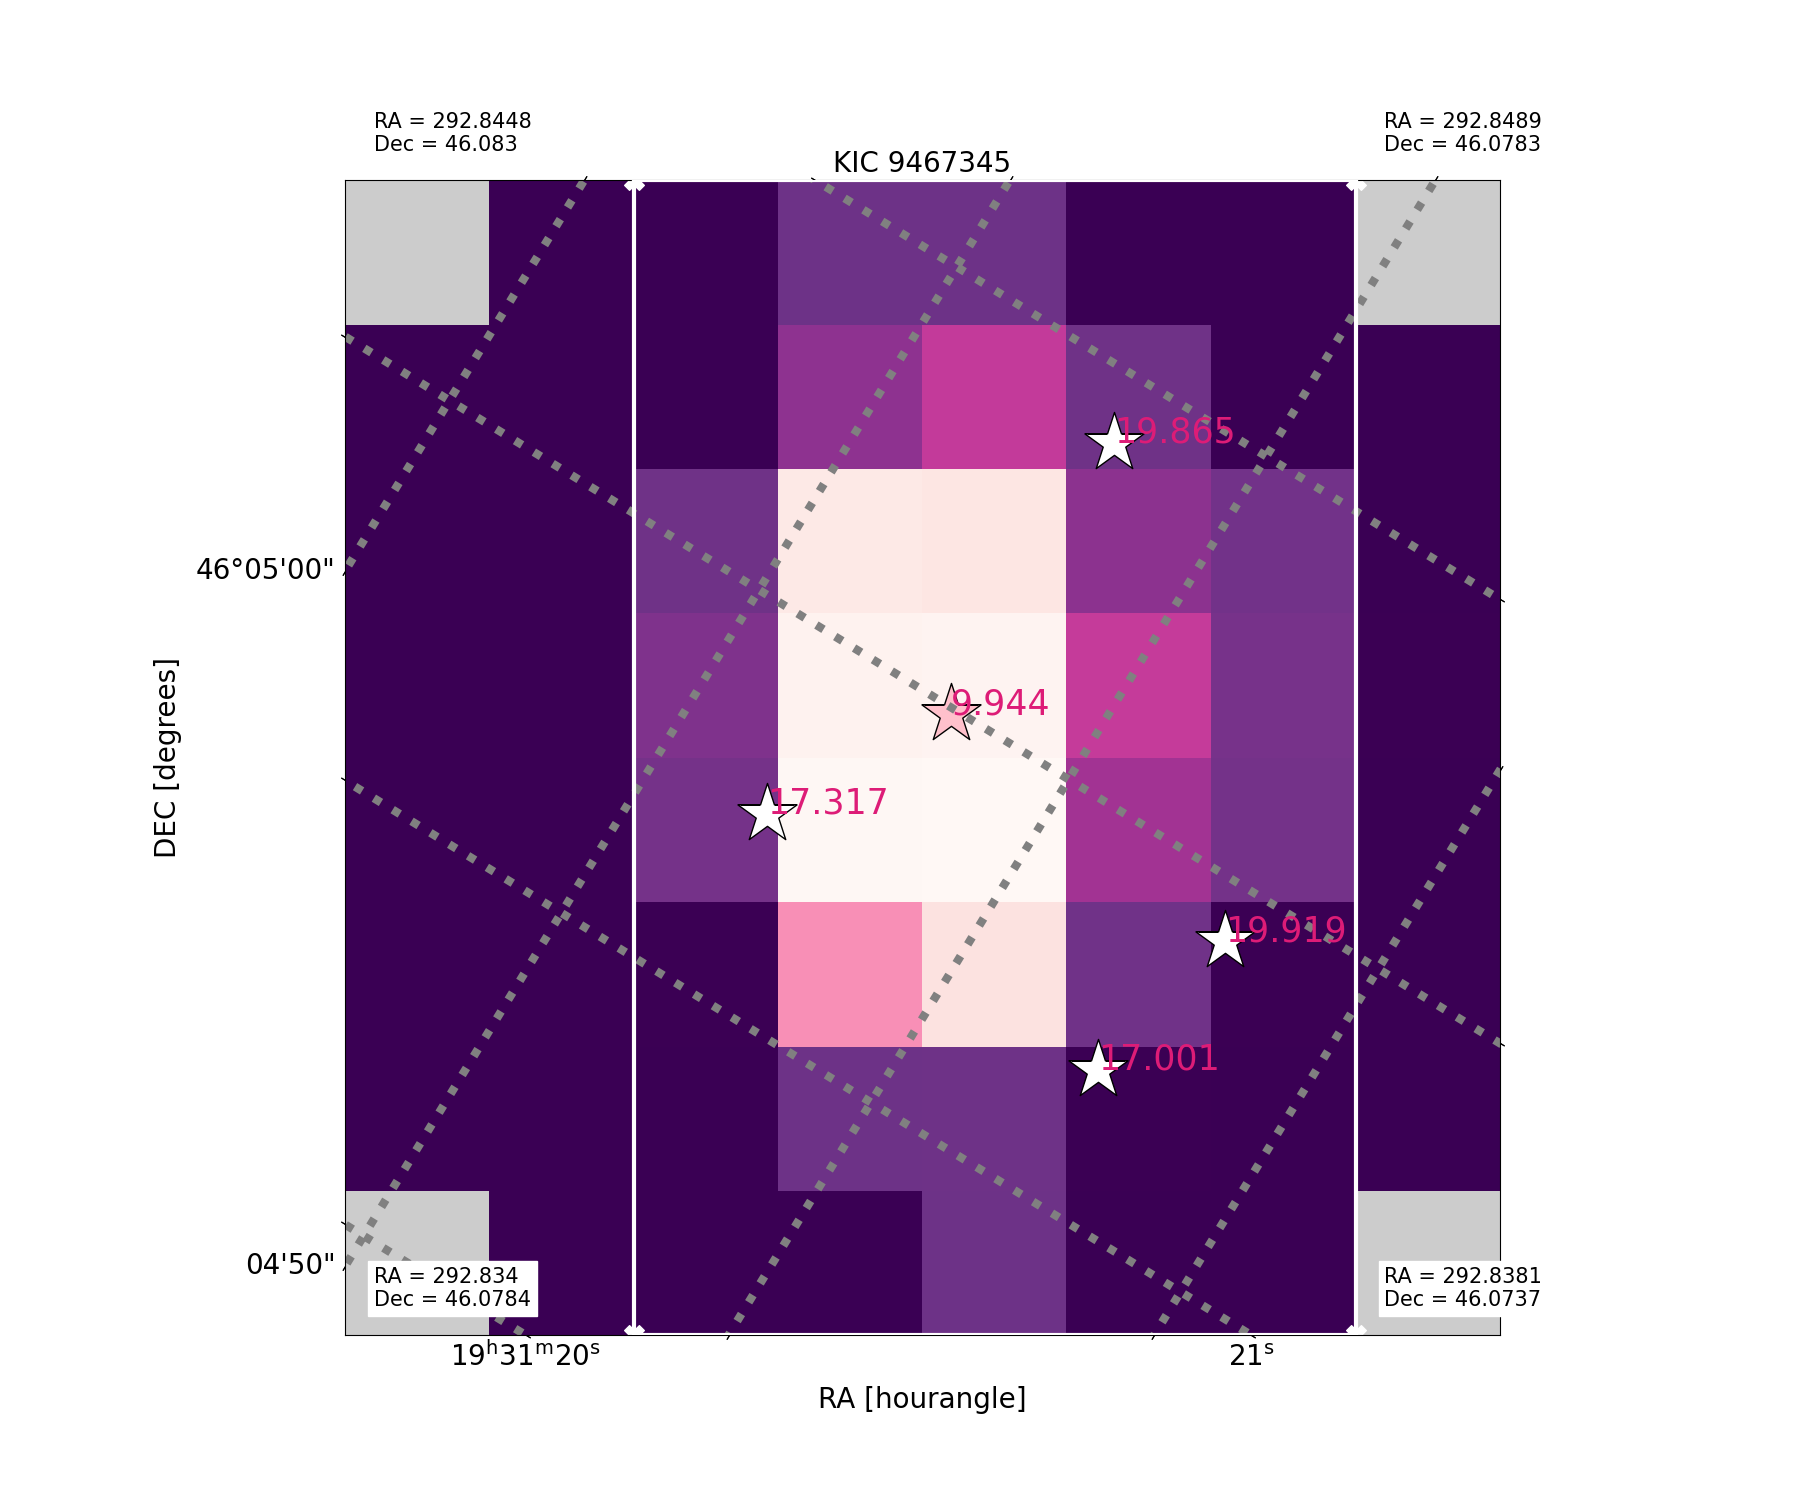 RA = 292.8448
Dec = 46.083
RA = 292.8489
Dec = 46.0783
KIC 9467345
19.865
46°05'00"
9.944
DEC [degrees]
17.317
19.919
17.001
04'50"
RA = 292.834
Dec = 46.0784
RA = 292.8381
Dec = 46.0737
19ʰ31ᵐ20ˢ
21ˢ
RA [hourangle]